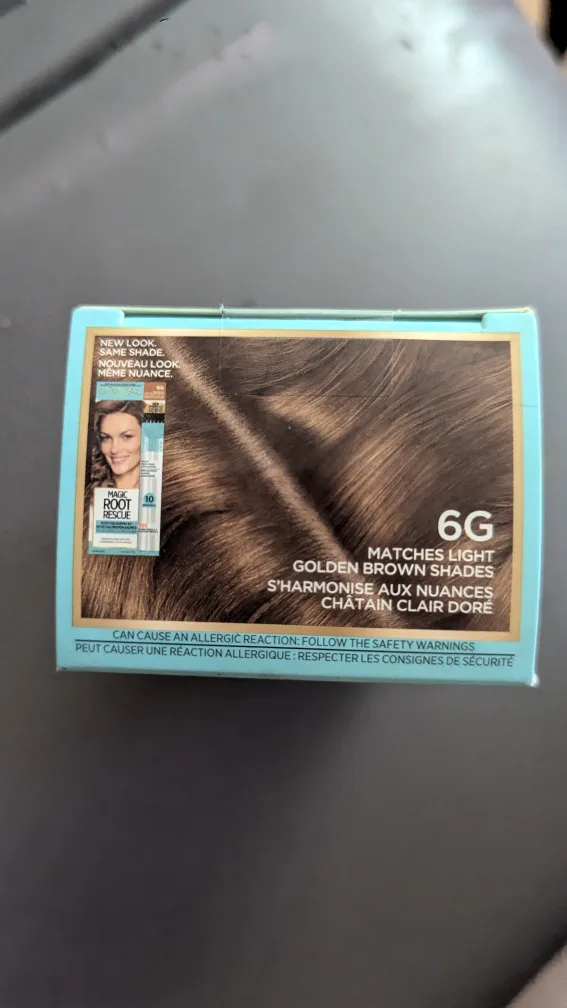 NEW LOOK.
SAME SHADE.
NOUVEAU LOOK.
MÊME NUANCE.
6G
MAGIC
ROOT
RESCUE
10
6G
MATCHES LIGHT
GOLDEN BROWN SHADES
S'HARMONISE AUX NUANCES
CHÂTAIN CLAIR DORÉ
CAN CAUSE AN ALLERGIC REACTION: FOLLOW THE SAFETY WARNINGS
PEUT CAUSER UNE RÉACTION ALLERGIQUE : RESPECTER LES CONSIGNES DE SÉCURITÉ